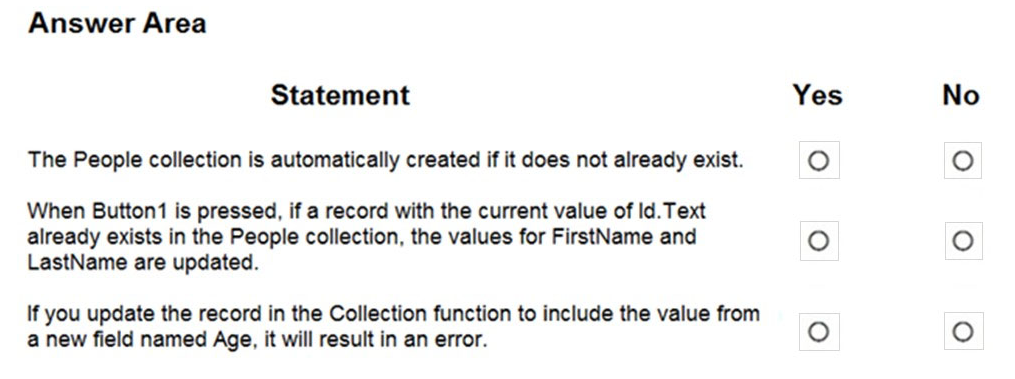 Answer Area
Statement Yes No
The People collection is automatically created if it does not already exist.
When Button1 is pressed, if a record with the current value of Id.Text
already exists in the People collection, the values for FirstName and
LastName are updated.
If you update the record in the Collection function to include the value from
a new field named Age, it will result in an error.